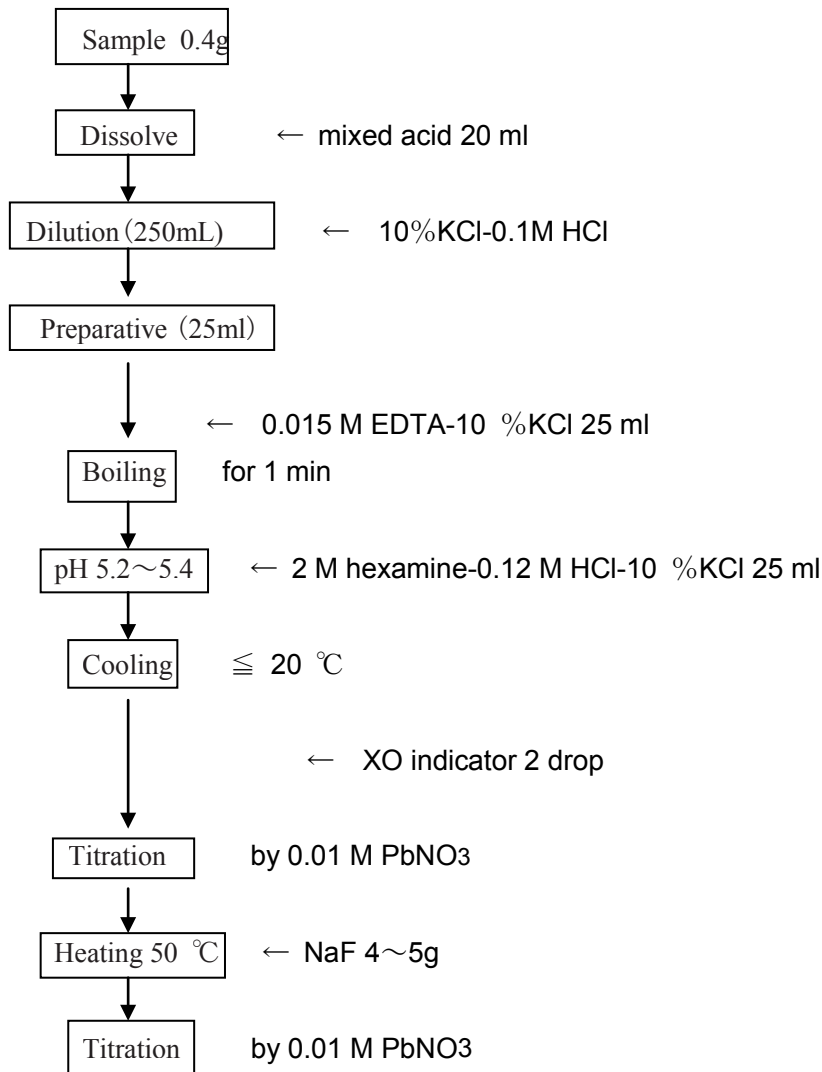 Sample 0.4g
Dissolve ← mixed acid 20 ml
Dilution(250mL) ← 10%KCl-0.1M HCl
Preparative (25ml)
← 0.015 M EDTA-10 %KCl 25 ml
Boiling for 1 min
pH 5.2～5.4 ← 2 M hexamine-0.12 M HCl-10 %KCl 25 ml
Cooling ≦ 20 ℃
← XO indicator 2 drop
Titration by 0.01 M PbNO3
Heating 50 ℃ ← NaF 4～5g
Titration by 0.01 M PbNO3